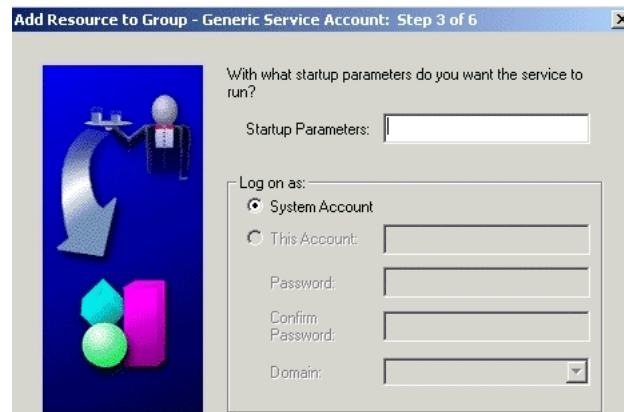 Add Resource to Group - Generic Service Account: Step 3 of 6
With what startup parameters do you want the service to
run?
Startup Parameters:
Log on as:
System Account
This Account:
Password:
Confirm
Password:
Domain: